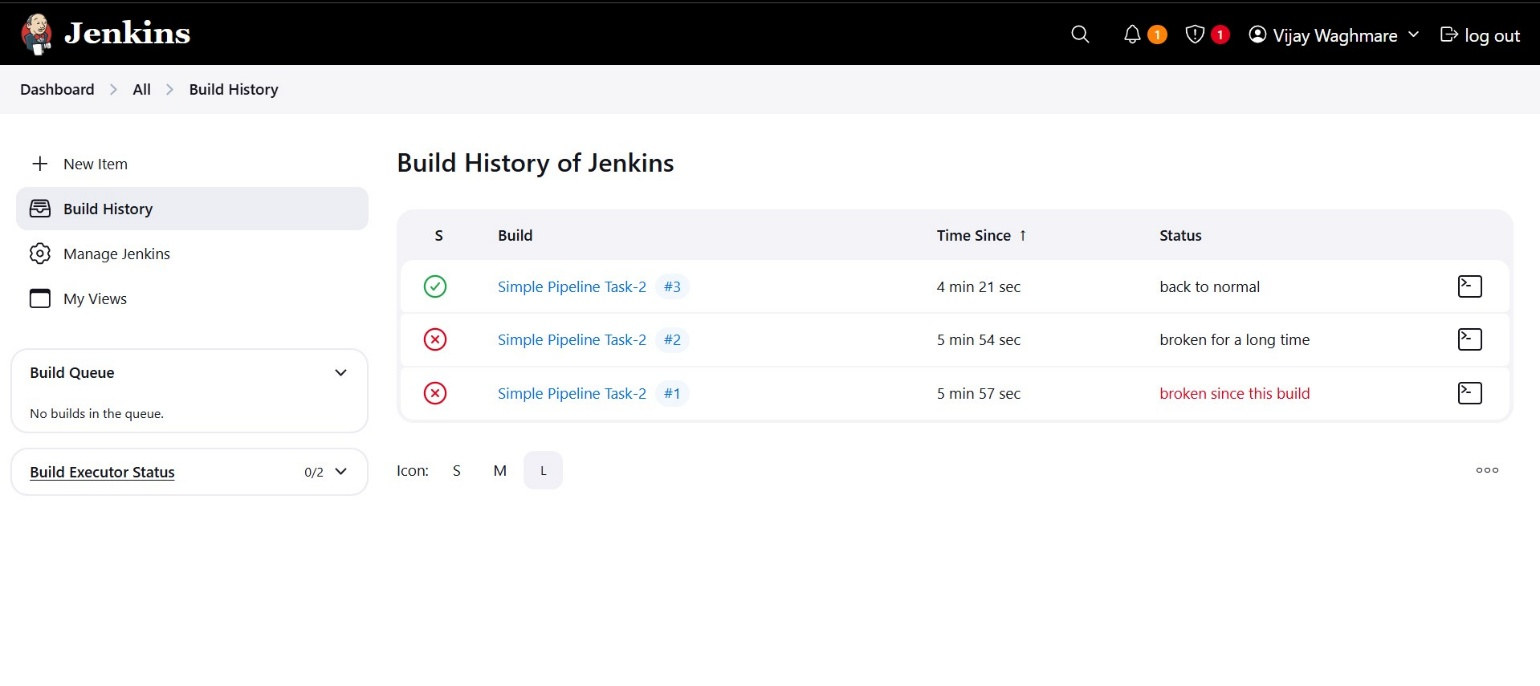 Jenkins
1
1
Vijay Waghmare
log out
Dashboard > All > Build History
New Item
Build History
Manage Jenkins
My Views
Build Queue
No builds in the queue.
Build Executor Status 0/2
Build History of Jenkins
S Build Time Since ↑ Status
Simple Pipeline Task-2 #3 4 min 21 sec back to normal
Simple Pipeline Task-2 #2 5 min 54 sec broken for a long time
Simple Pipeline Task-2 #1 5 min 57 sec broken since this build
Icon: S M L